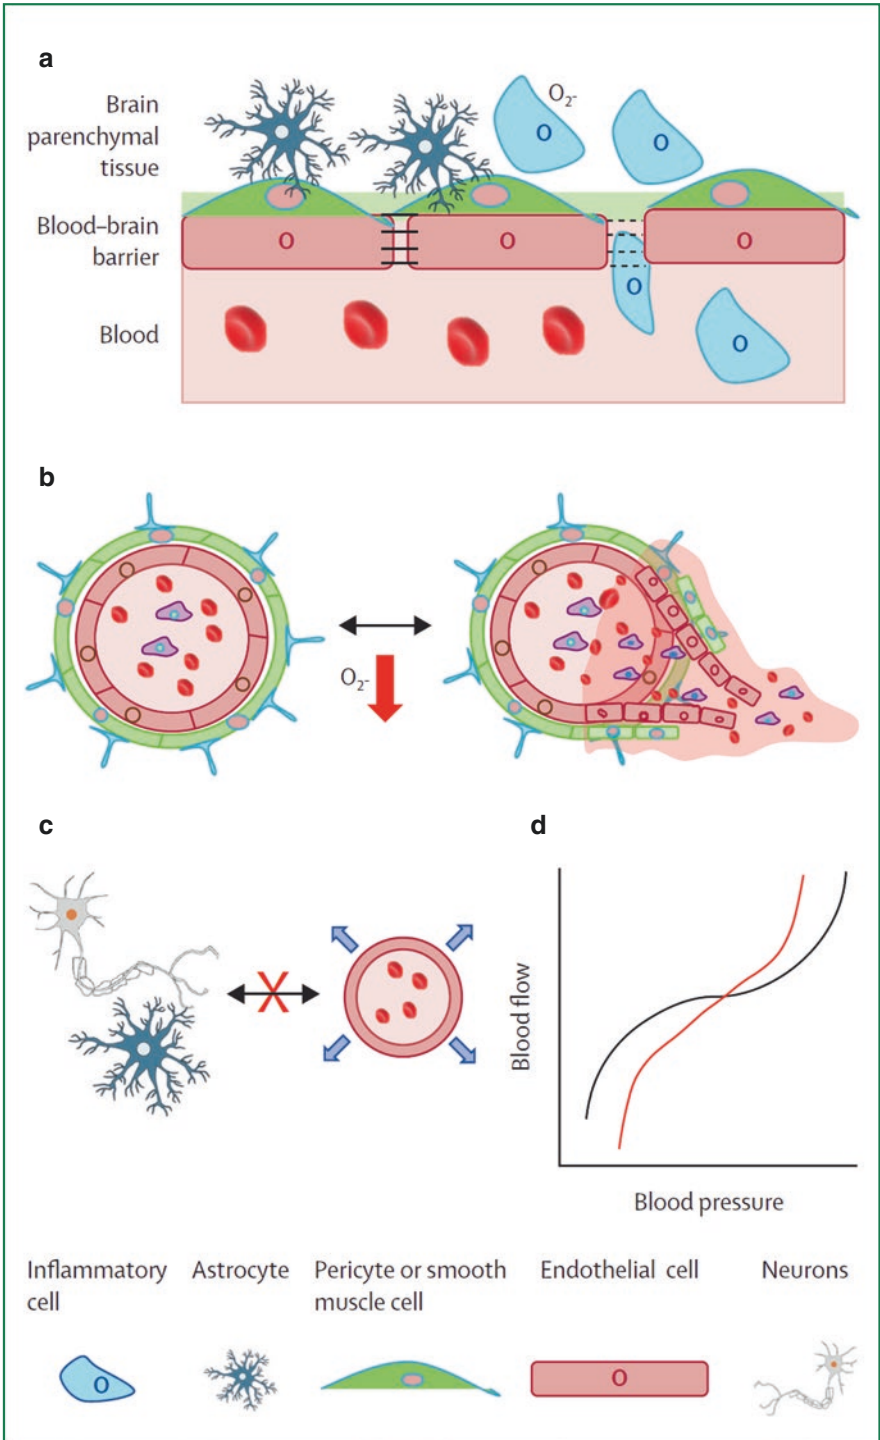 a
Brain
parenchymal
tissue
O2-
Blood–brain
barrier
Blood
b
O2-
c
d
Blood flow
Blood pressure
Inflammatory
cell
Astrocyte
Pericyte or smooth
muscle cell
Endothelial cell
Neurons